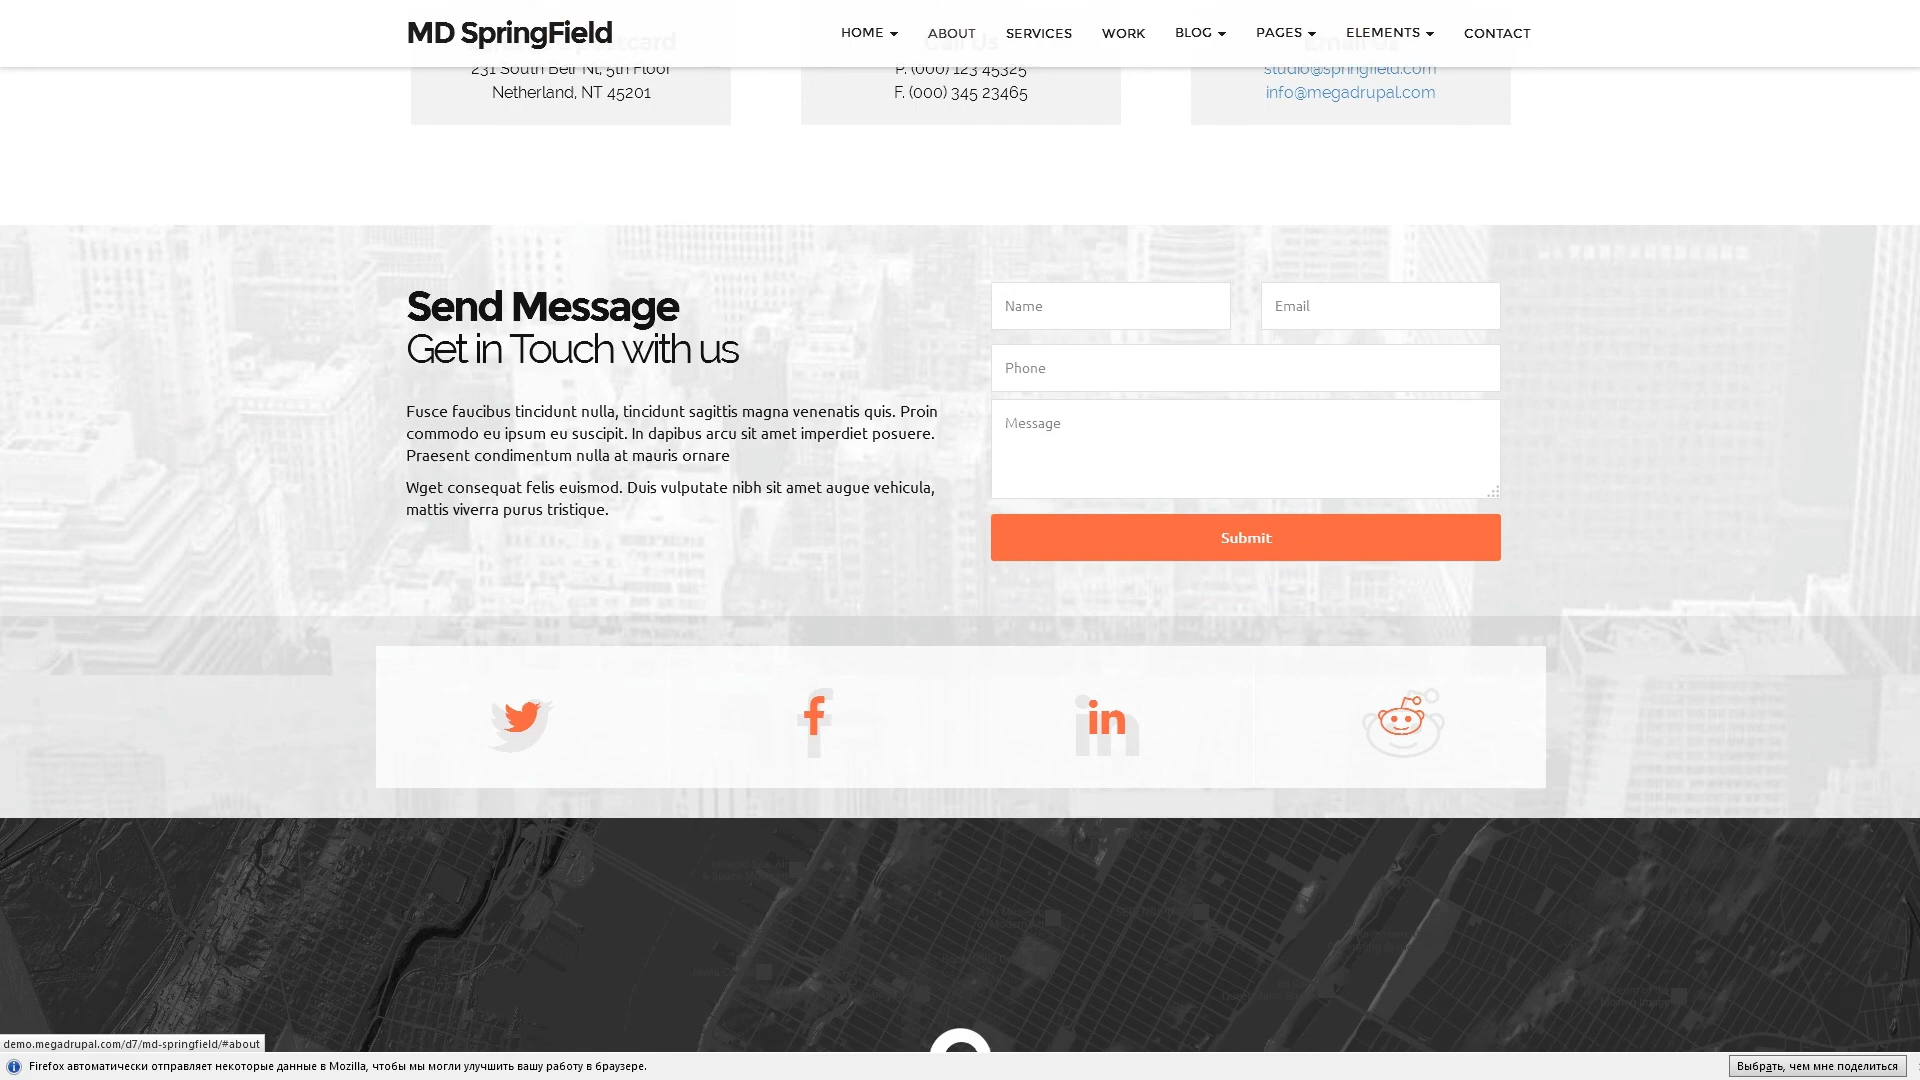 MD SpringField
HOME
ABOUT
SERVICES
WORK
BLOG
PAGES
ELEMENTS
CONTACT
231 South Belr Nt, 5th Floor
Netherland, NT 45201
P. (000) 123 45325
F. (000) 345 23465
studio@springfield.com
info@megadrupal.com
Send Message
Get in Touch with us
Fusce faucibus tincidunt nulla, tincidunt sagittis magna venenatis quis. Proin
commodo eu ipsum eu suscipit. In dapibus arcu sit amet imperdiet posuere.
Praesent condimentum nulla at mauris ornare
Wget consequat felis euismod. Duis vulputate nibh sit amet augue vehicula,
mattis viverra purus tristique.
Name
Email
Phone
Message
Submit
demo.megadrupal.com/d7/md-springfield/#about
Firefox автоматически отправляет некоторые данные в Mozilla, чтобы мы могли улучшить вашу работу в браузере.
Выбрать, чем мне поделиться